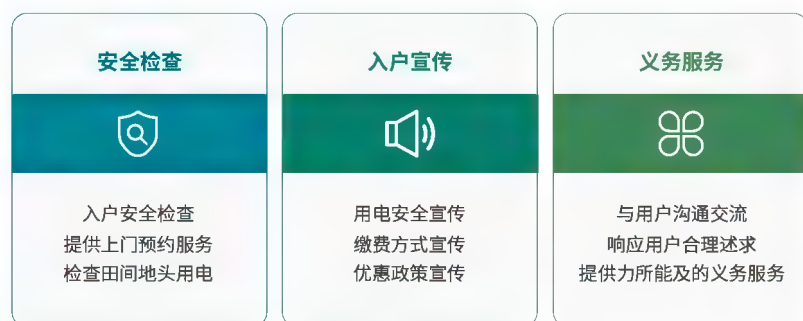 安全检查
入户安全检查
提供上门预约服务
检查田间地头用电
入户宣传
用电安全宣传
缴费方式宣传
优惠政策宣传
义务服务
与用户沟通交流
响应用户合理述求
提供力所能及的义务服务